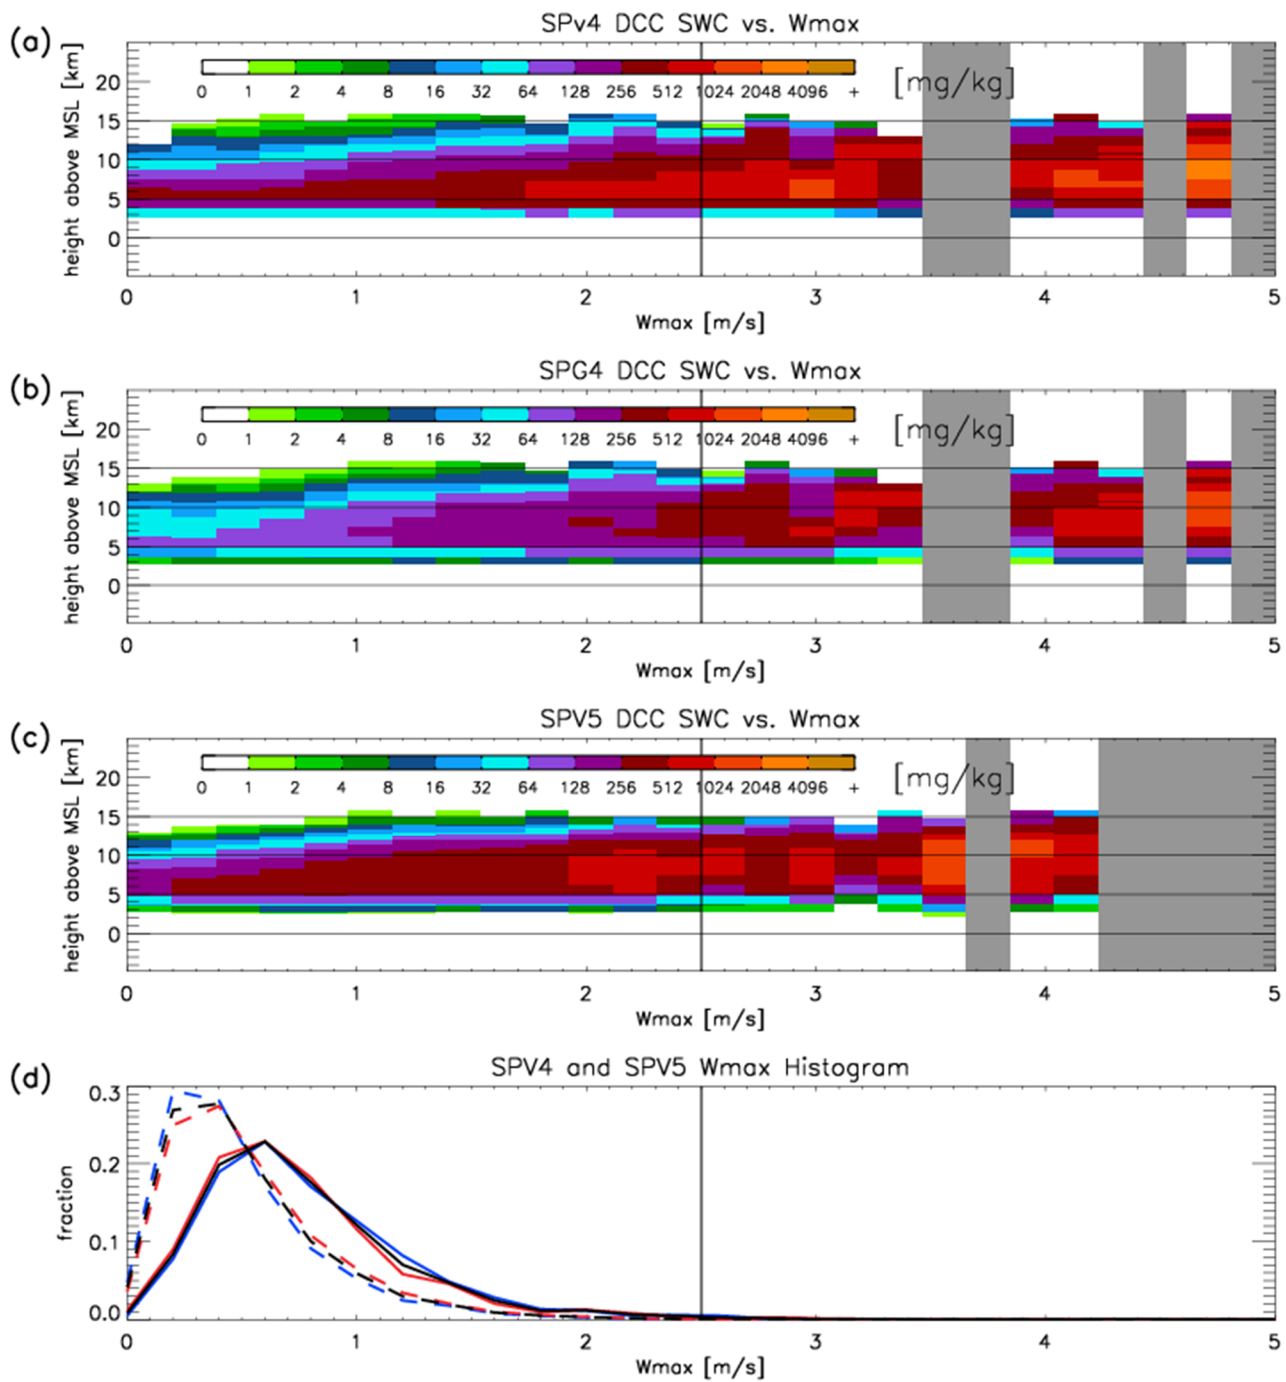 SPv4 DCC SWC vs. Wmax
(a)
height above MSL [km]
20
15
10
5
0
0 1 2 4 8 16 32 64 128 256 512 1024 2048 4096 +
[mg/kg]
0 1 2 3 4 5
Wmax [m/s]
SPG4 DCC SWC vs. Wmax
(b)
height above MSL [km]
20
15
10
5
0
0 1 2 4 8 16 32 64 128 256 512 1024 2048 4096 +
[mg/kg]
0 1 2 3 4 5
Wmax [m/s]
SPV5 DCC SWC vs. Wmax
(c)
height above MSL [km]
20
15
10
5
0
0 1 2 4 8 16 32 64 128 256 512 1024 2048 4096 +
[mg/kg]
0 1 2 3 4 5
Wmax [m/s]
SPV4 and SPV5 Wmax Histogram
(d)
fraction
0.3
0.2
0.1
0.0
0 1 2 3 4 5
Wmax [m/s]